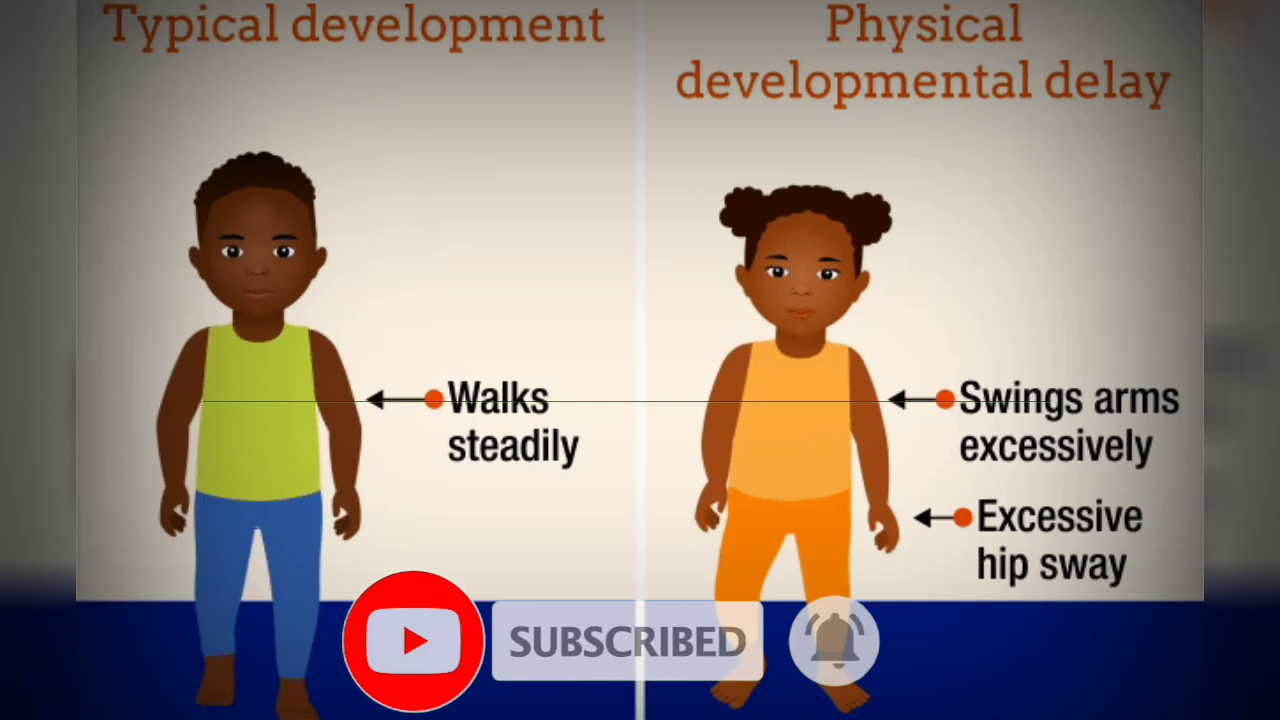 Typical development
Physical
developmental delay
Walks
steadily
Swings arms
excessively
Excessive
hip sway
SUBSCRIBED